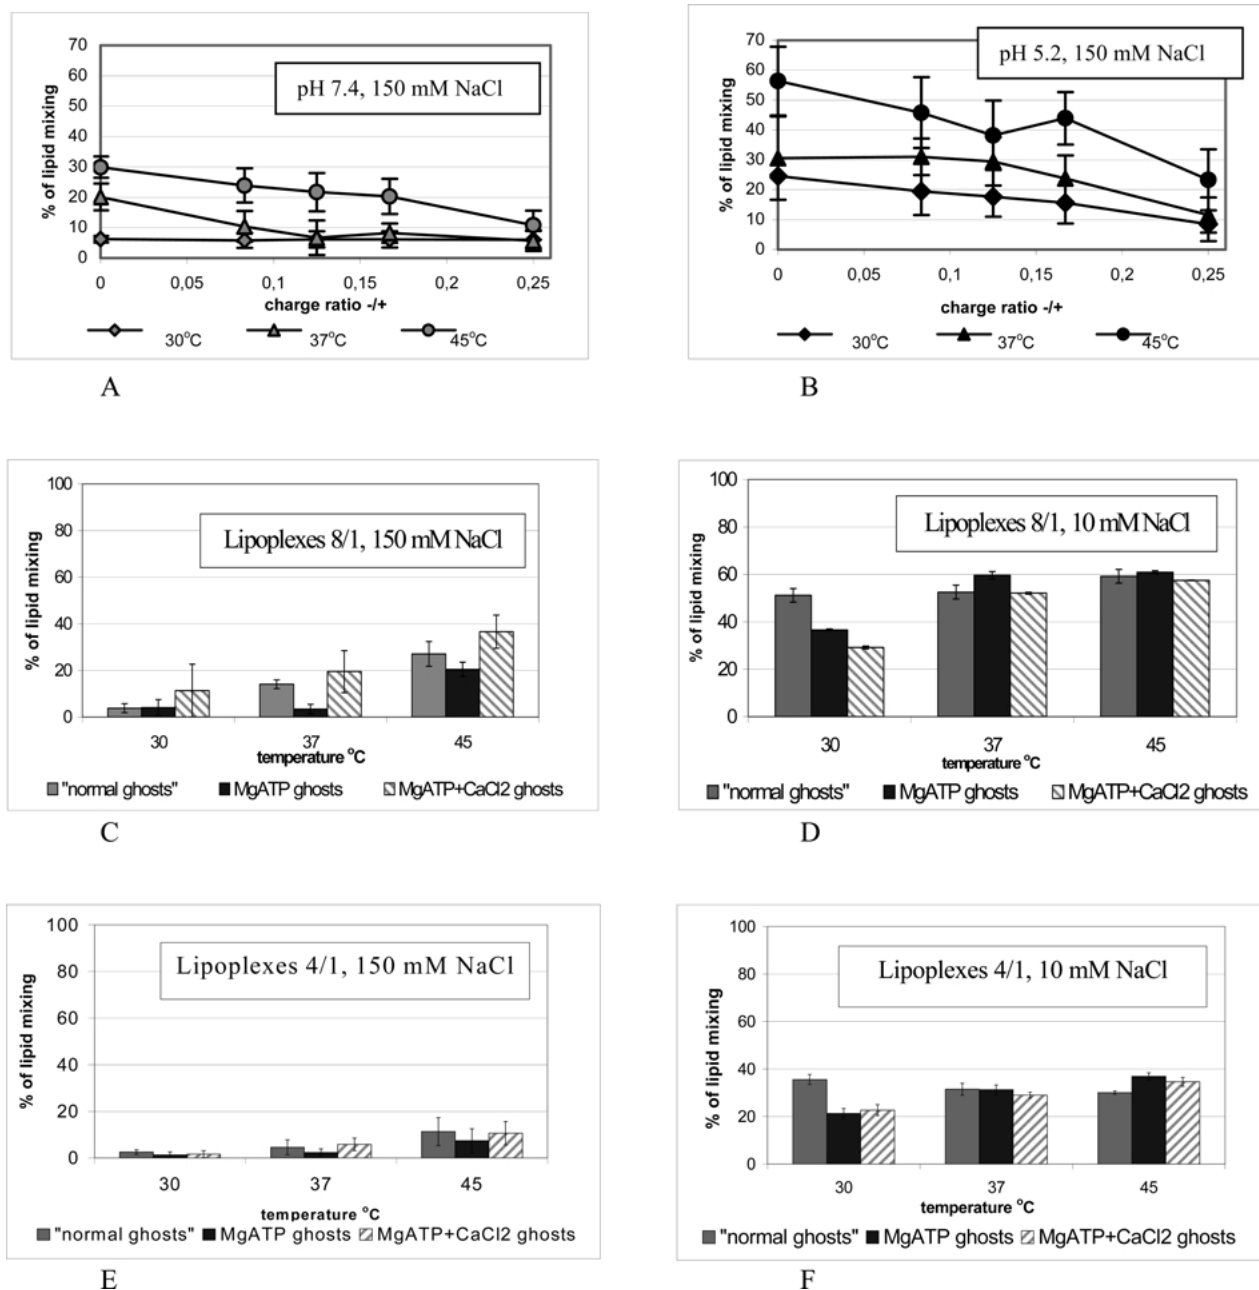 70
60
50
40
30
20
10
0
% of lipid mixing
pH 7.4, 150 mM NaCl
0 0,05 0,1 0,15 0,2 0,25
charge ratio -/+
30°C 37°C 45°C
A
70
60
50
40
30
20
10
0
% of lipid mixing
pH 5.2, 150 mM NaCl
0 0,05 0,1 0,15 0,2 0,25
charge ratio -/+
30°C 37°C 45°C
B
100
80
60
40
20
0
% of lipid mixing
Lipoplexes 8/1, 150 mM NaCl
30 37 45
temperature °C
"normal ghosts" MgATP ghosts MgATP+CaCl2 ghosts
C
100
80
60
40
20
0
% of lipid mixing
Lipoplexes 8/1, 10 mM NaCl
30 37 45
temperature °C
"normal ghosts" MgATP ghosts MgATP+CaCl2 ghosts
D
100
80
60
40
20
0
% of lipid mixing
Lipoplexes 4/1, 150 mM NaCl
30 37 45
temperature °C
"normal ghosts" MgATP ghosts MgATP+CaCl2 ghosts
E
100
80
60
40
20
0
% of lipid mixing
Lipoplexes 4/1, 10 mM NaCl
30 37 45
temperature °C
"normal ghosts" MgATP ghosts MgATP+CaCl2 ghosts
F